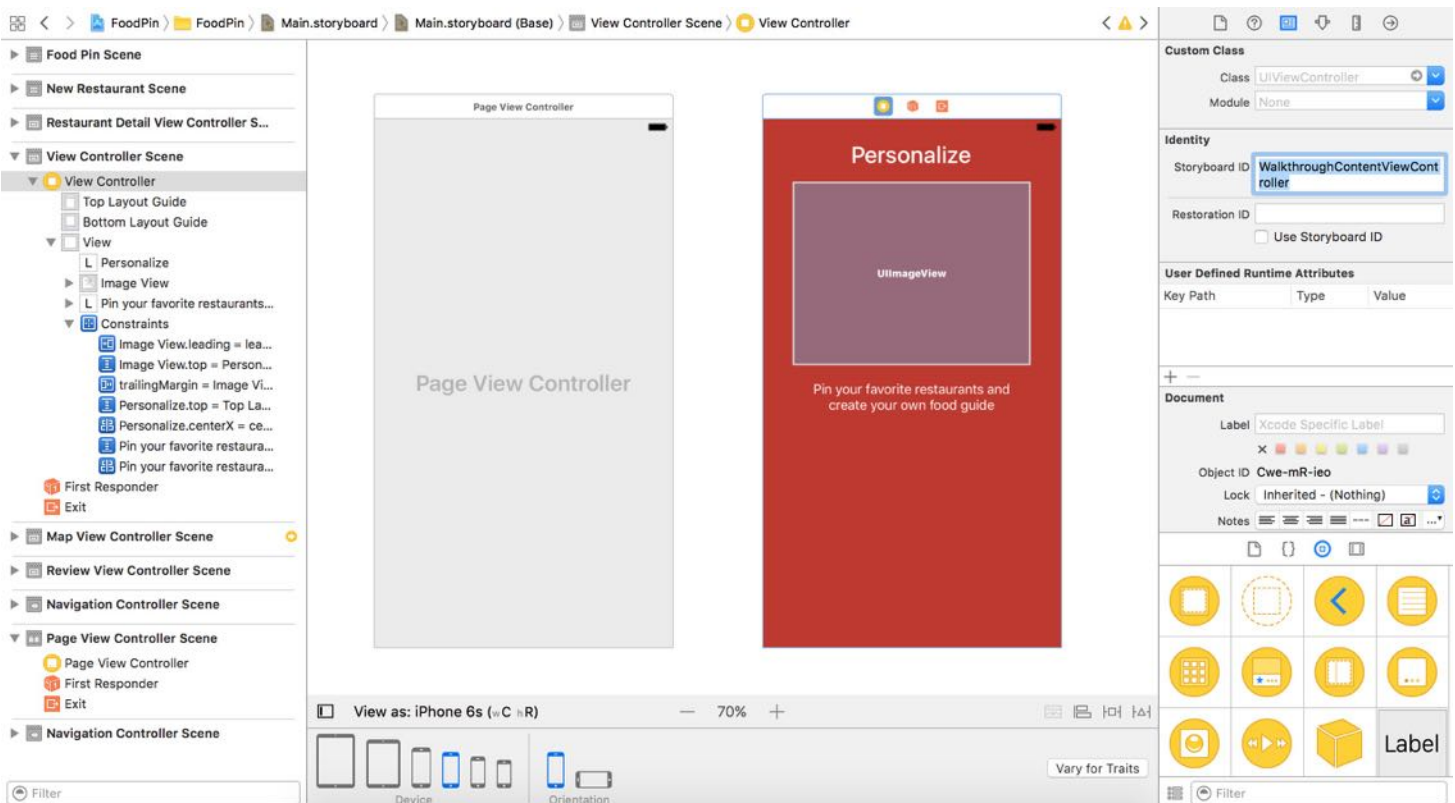 FoodPin
FoodPin
Main.storyboard
Main.storyboard (Base)
View Controller Scene
View Controller
Food Pin Scene
New Restaurant Scene
Restaurant Detail View Controller S...
View Controller Scene
View Controller
Top Layout Guide
Bottom Layout Guide
View
L Personalize
Image View
L Pin your favorite restaurants...
Constraints
Image View.leading = lea...
Image View.top = Person...
trailingMargin = Image Vi...
Personalize.top = Top La...
Personalize.centerX = ce...
Pin your favorite restaura...
Pin your favorite restaura...
First Responder
Exit
Map View Controller Scene
Review View Controller Scene
Navigation Controller Scene
Page View Controller Scene
Page View Controller
First Responder
Exit
Navigation Controller Scene
Filter
Page View Controller
Page View Controller
Personalize
UIImageView
Pin your favorite restaurants and
create your own food guide
View as: iPhone 6s (wC hR)
70%
Device
Orientation
Vary for Traits
Custom Class
Class UIViewController
Module None
Identity
Storyboard ID WalkthroughContentViewCont
roller
Restoration ID
Use Storyboard ID
User Defined Runtime Attributes
Key Path Type Value
Document
Label Xcode Specific Label
Object ID Cwe-mR-ieo
Lock Inherited - (Nothing)
Notes
Label
Filter